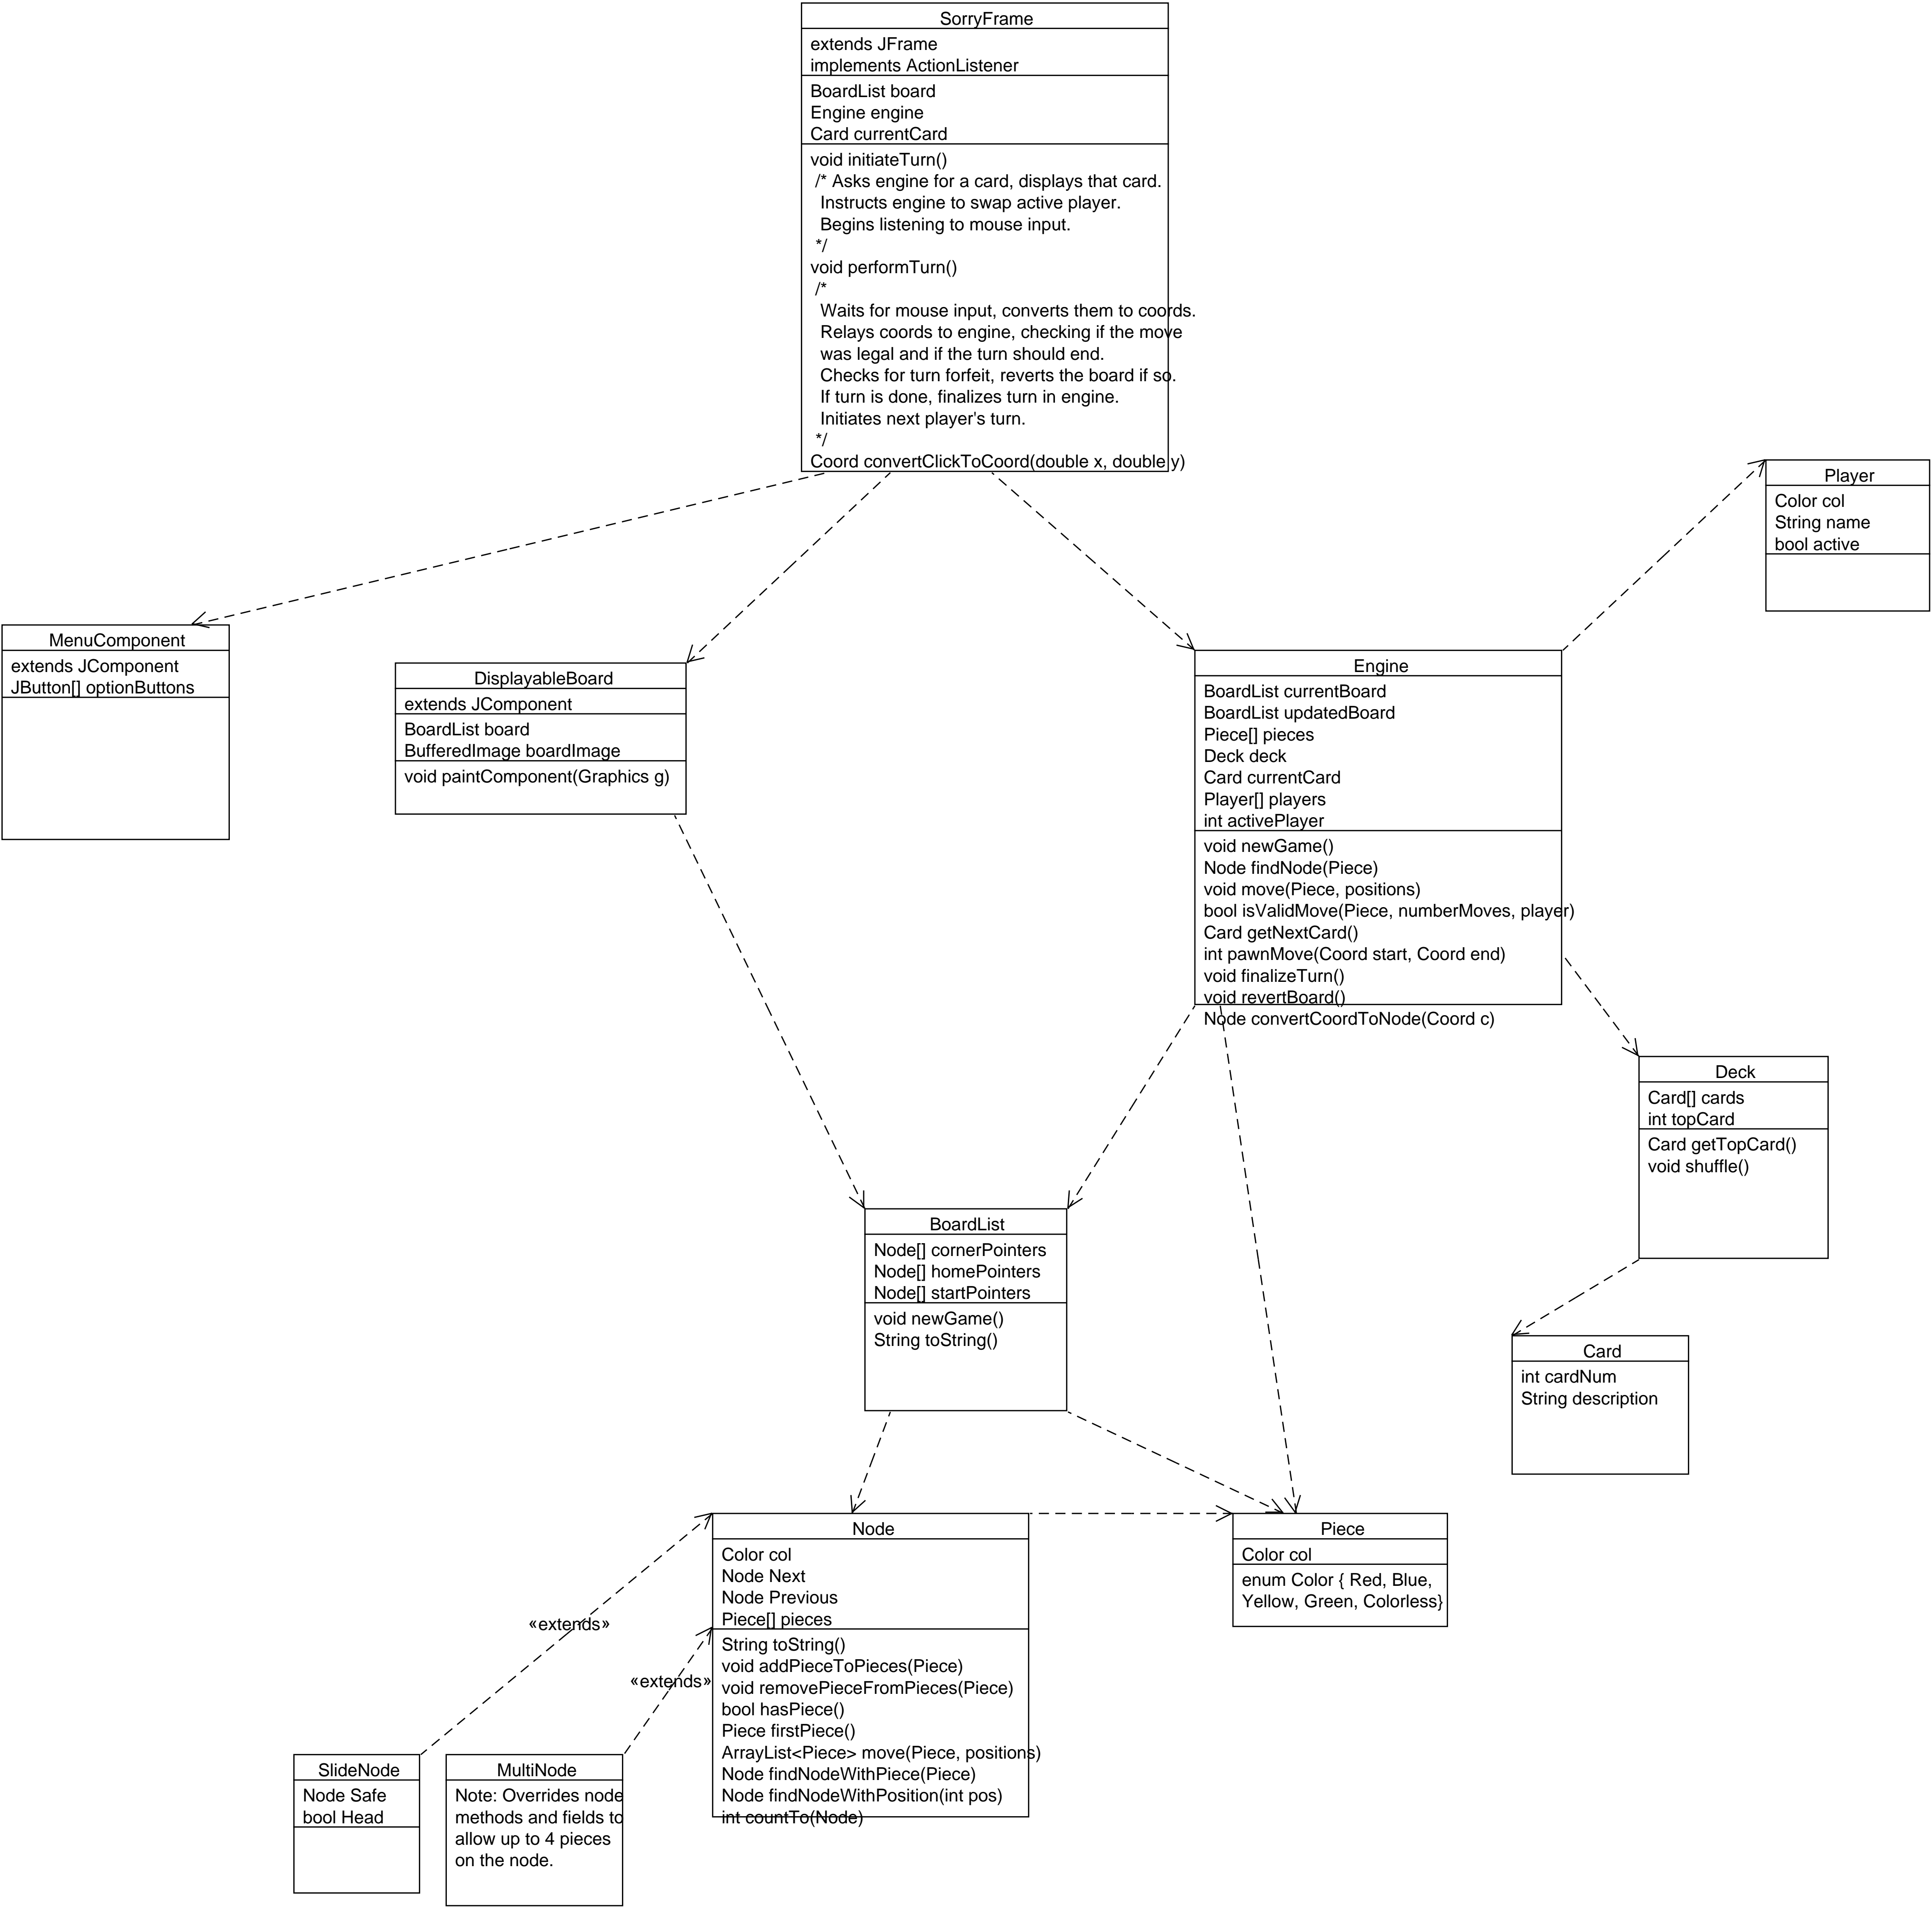 SorryFrame
extends JFrame
implements ActionListener
BoardList board
Engine engine
Card currentCard
void initiateTurn()
/* Asks engine for a card, displays that card.
Instructs engine to swap active player.
Begins listening to mouse input.
*/
void performTurn()
/*
Waits for mouse input, converts them to coords.
Relays coords to engine, checking if the move
was legal and if the turn should end.
Checks for turn forfeit, reverts the board if so.
If turn is done, finalizes turn in engine.
Initiates next player's turn.
*/
Coord convertClickToCoord(double x, double y)
Player
Color col
String name
bool active
MenuComponent
extends JComponent
JButton[] optionButtons
DisplayableBoard
extends JComponent
BoardList board
BufferedImage boardImage
void paintComponent(Graphics g)
Engine
BoardList currentBoard
BoardList updatedBoard
Piece[] pieces
Deck deck
Card currentCard
Player[] players
int activePlayer
void newGame()
Node findNode(Piece)
void move(Piece, positions)
bool isValidMove(Piece, numberMoves, player)
Card getNextCard()
int pawnMove(Coord start, Coord end)
void finalizeTurn()
void revertBoard()
Node convertCoordToNode(Coord c)
Deck
Card[] cards
int topCard
Card getTopCard()
void shuffle()
BoardList
Node[] cornerPointers
Node[] homePointers
Node[] startPointers
void newGame()
String toString()
Card
int cardNum
String description
Node
Color col
Node Next
Node Previous
Piece[] pieces
String toString()
void addPieceToPieces(Piece)
void removePieceFromPieces(Piece)
bool hasPiece()
Piece firstPiece()
ArrayList<Piece> move(Piece, positions)
Node findNodeWithPiece(Piece)
Node findNodeWithPosition(int pos)
int countTo(Node)
Piece
Color col
enum Color { Red, Blue,
Yellow, Green, Colorless}
«extends»
«extends»
SlideNode
Node Safe
bool Head
MultiNode
Note: Overrides node
methods and fields to
allow up to 4 pieces
on the node.